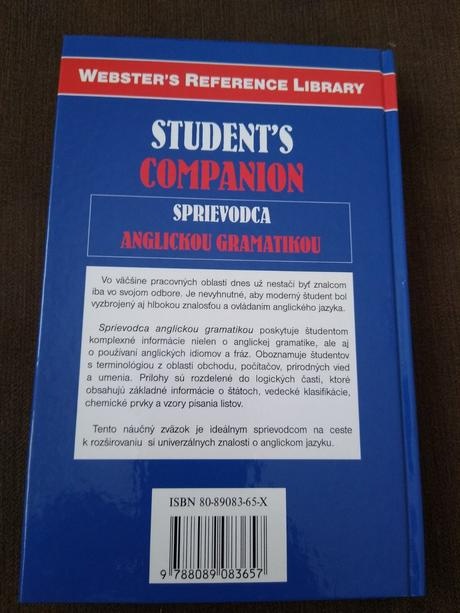 WEBSTER'S REFERENCE LIBRARY
STUDENT'S
COMPANION
SPRIEVODCA
ANGLICKOU GRAMATIKOU
Vo väčšine pracovných oblastí dnes už nestačí byť znalcom
iba vo svojom odbore. Je nevyhnutné, aby moderný študent bol
vyzbrojený aj hlbokou znalosťou a ovládaním anglického jazyka.
Sprievodca anglickou gramatikou poskytuje študentom
komplexné informácie nielen o anglickej gramatike, ale aj
o používaní anglických idiomov a fráz. Oboznamuje študentov
s terminológiou z oblasti obchodu, počítačov, prírodných vied
a umenia. Prílohy sú rozdelené do logických častí, ktoré
obsahujú základné informácie o štátoch, vedecké klasifikácie,
chemické prvky a vzory písania listov.
Tento náučný zväzok je ideálnym sprievodcom na ceste
k rozširovaniu si univerzálnych znalostí o anglickom jazyku.
ISBN 80-89083-65-X
9 788089 083657